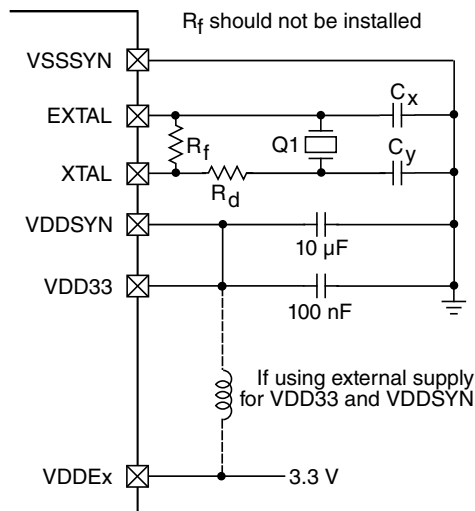 Rf should not be installed
VSSSYN
EXTAL
Cx
Rf
Q1
XTAL
Cy
Rd
VDDSYN
10 µF
VDD33
100 nF
If using external supply
for VDD33 and VDDSYN
VDDEx
3.3 V